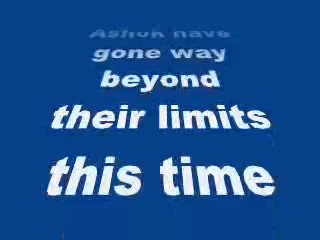 Ashok have
gone way
beyond
their limits
this time